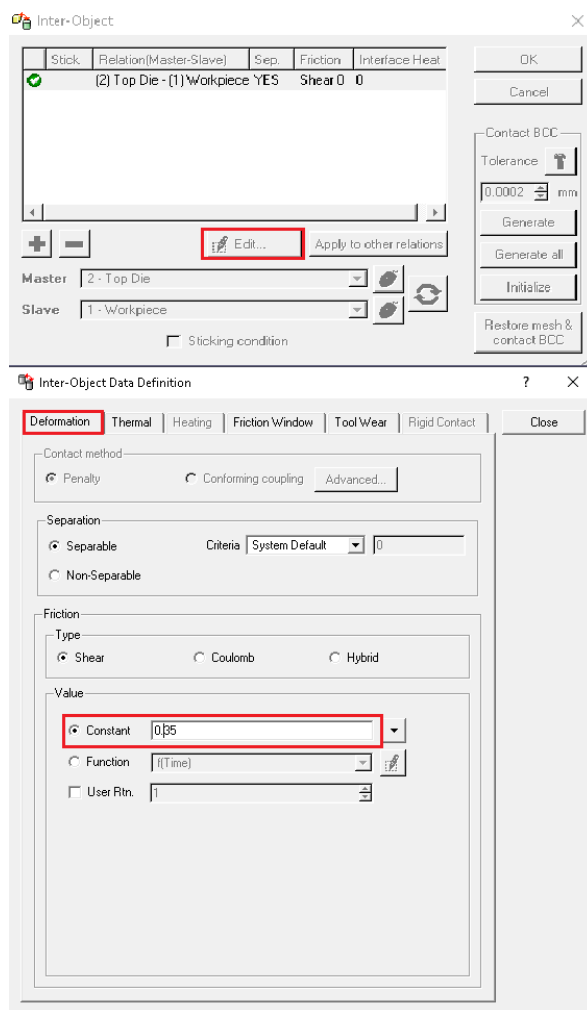 Inter-Object
Stick. Relation(Master-Slave) Sep. Friction Interface Heat
(2) Top Die - (1) Workpiece YES Shear 0 0
OK
Cancel
Contact BCC
Tolerance
0.0002 mm
Generate
Generate all
Initialize
Restore mesh &
contact BCC
Edit...
Apply to other relations
Master 2 - Top Die
Slave 1 - Workpiece
Sticking condition
Inter-Object Data Definition ?
Deformation Thermal Heating Friction Window Tool Wear Rigid Contact
Close
Contact method
Penalty Conforming coupling Advanced...
Separation
Separable Criteria System Default 0
Non-Separable
Friction
Type
Shear Coulomb Hybrid
Value
Constant 0.35
Function f(Time)
User Rtn. 1